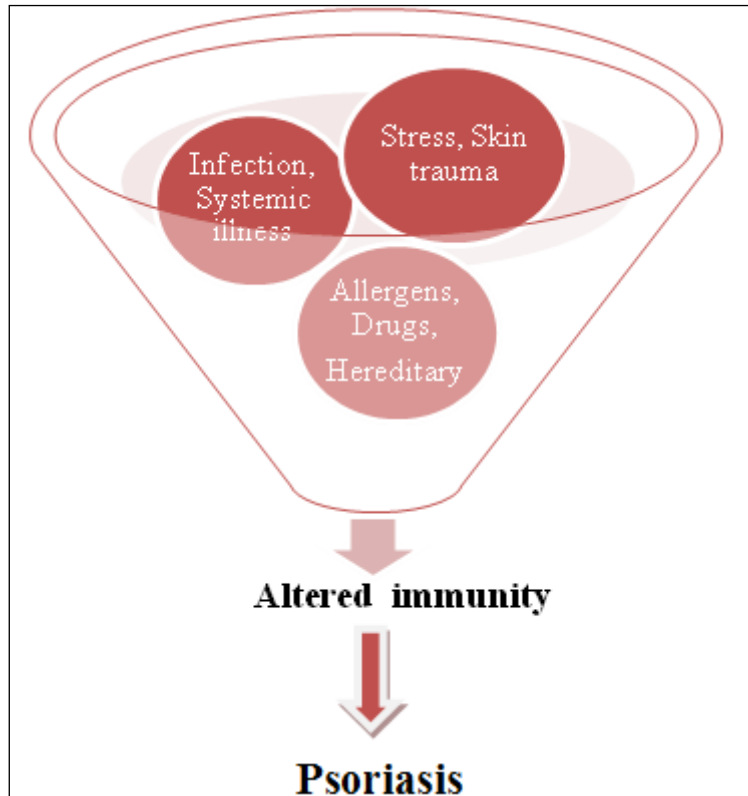 Infection,
Systemic
illness
Stress, Skin
trauma
Allergens,
Drugs,
Hereditary
Altered immunity
Psoriasis